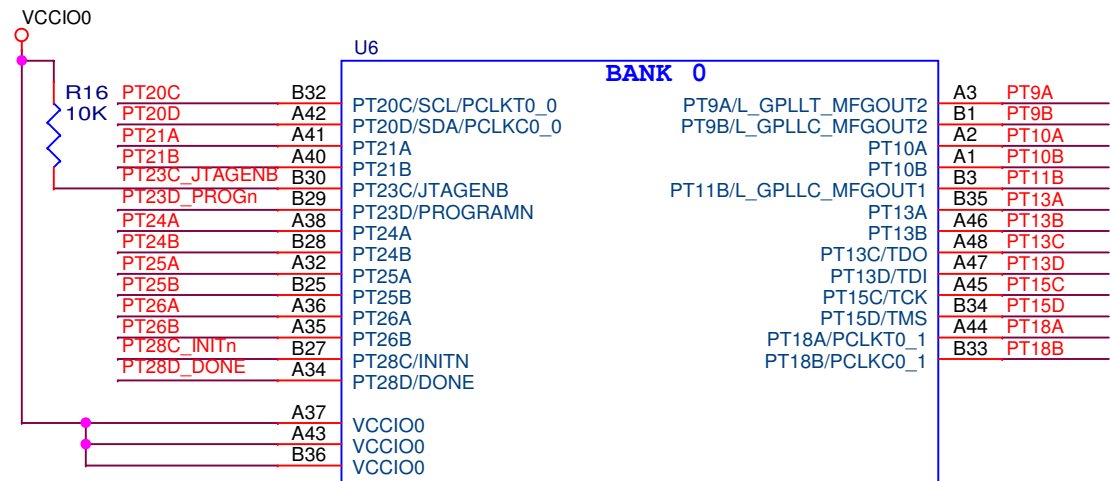 VCCIO0
U6
BANK 0
R16 PT20C B32 PT20C/SCL/PCLKT0_0 PT9A/L_GPLLT_MFGOUT2 A3 PT9A
10K PT20D A42 PT20D/SDA/PCLKC0_0 PT9B/L_GPLLC_MFGOUT2 B1 PT9B
PT21A A41 PT21A PT10A A2 PT10A
PT21B A40 PT21B PT10B A1 PT10B
PT23C_JTAGENB B30 PT23C/JTAGENB PT11B/L_GPLLC_MFGOUT1 B3 PT11B
PT23D_PROGn B29 PT23D/PROGRAMN PT13A B35 PT13A
PT24A A38 PT24A PT13B A46 PT13B
PT24B B28 PT24B PT13C/TDO A48 PT13C
PT25A A32 PT25A PT13D/TDI A47 PT13D
PT25B B25 PT25B PT15C/TCK A45 PT15C
PT26A A36 PT26A PT15D/TMS B34 PT15D
PT26B A35 PT26B PT18A/PCLKT0_1 A44 PT18A
PT28C_INITn B27 PT28C/INITN PT18B/PCLKC0_1 B33 PT18B
PT28D_DONE A34 PT28D/DONE
A37 VCCIO0
A43 VCCIO0
B36 VCCIO0